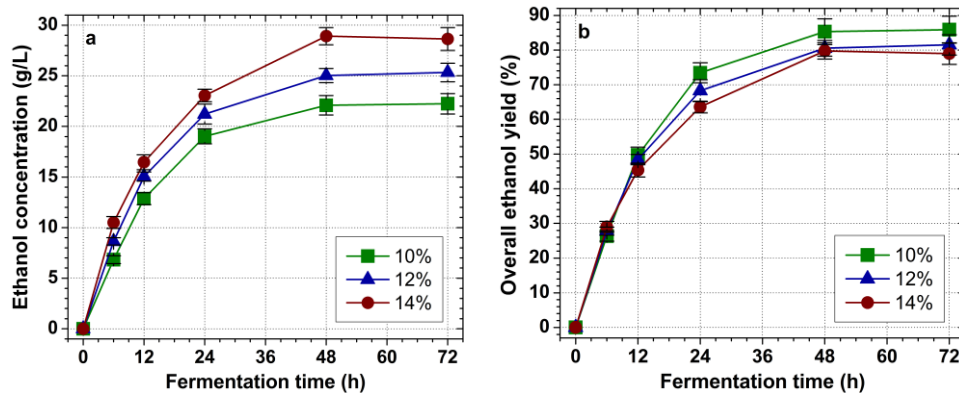 a
Ethanol concentration (g/L)
30
25
20
15
10
5
0
10%
12%
14%
0 12 24 36 48 60 72
Fermentation time (h)
b
Overall ethanol yield (%)
90
80
70
60
50
40
30
20
10
0
10%
12%
14%
0 12 24 36 48 60 72
Fermentation time (h)